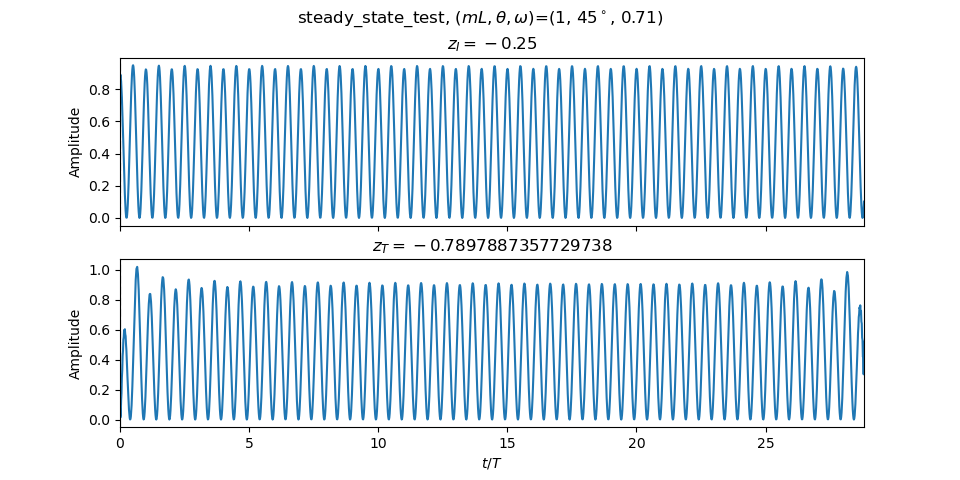 steady_state_test, (mL, θ, ω)=(1, 45°, 0.71)
z_I = −0.25
0.8
0.6
0.4
0.2
0.0
Amplitude
z_T = −0.7897887357729738
1.0
0.8
0.6
0.4
0.2
0.0
Amplitude
0 5 10 15 20 25
t/T